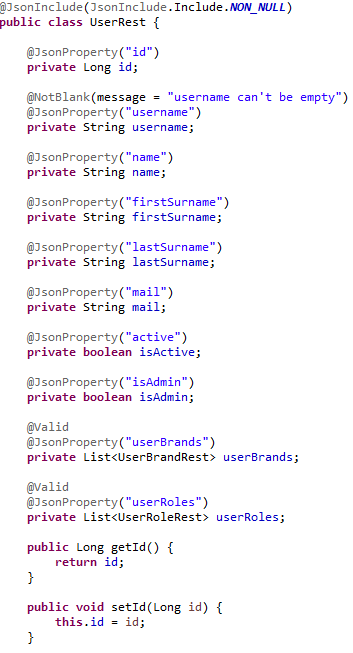 @JsonInclude(JsonInclude.Include.NON_NULL)
public class UserRest {
@JsonProperty("id")
private Long id;
@NotBlank(message = "username can't be empty")
@JsonProperty("username")
private String username;
@JsonProperty("name")
private String name;
@JsonProperty("firstSurname")
private String firstSurname;
@JsonProperty("lastSurname")
private String lastSurname;
@JsonProperty("mail")
private String mail;
@JsonProperty("active")
private boolean isActive;
@JsonProperty("isAdmin")
private boolean isAdmin;
@Valid
@JsonProperty("userBrands")
private List<UserBrandRest> userBrands;
@Valid
@JsonProperty("userRoles")
private List<UserRoleRest> userRoles;
public Long getId() {
return id;
}
public void setId(Long id) {
this.id = id;
}